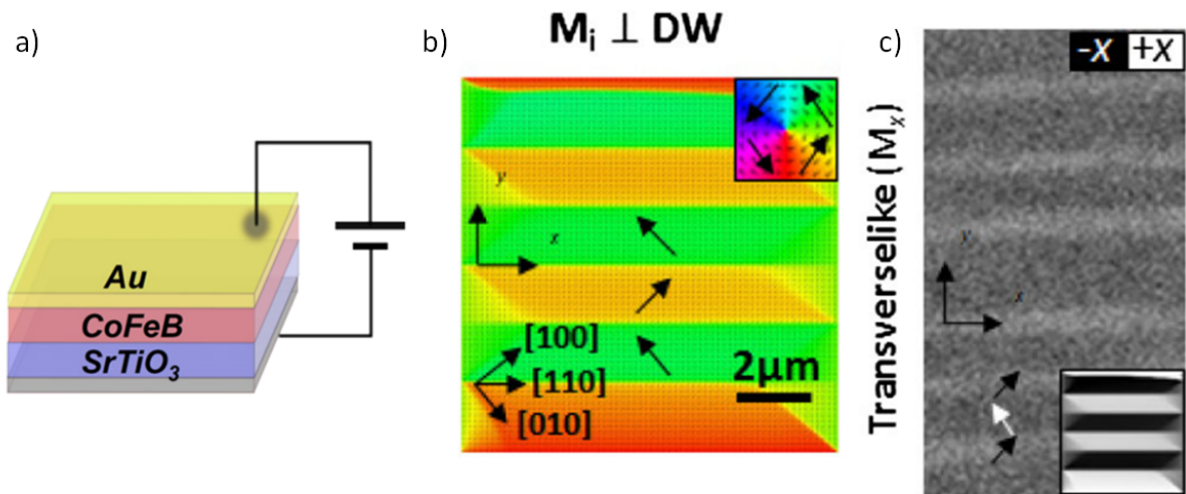 a)
Au
CoFeB
SrTiO₃
b)
Mᵢ ⊥ DW
y
x
[100]
[110]
[010]
2μm
c)
Transverselike (Mₓ)
-x +x
y
x